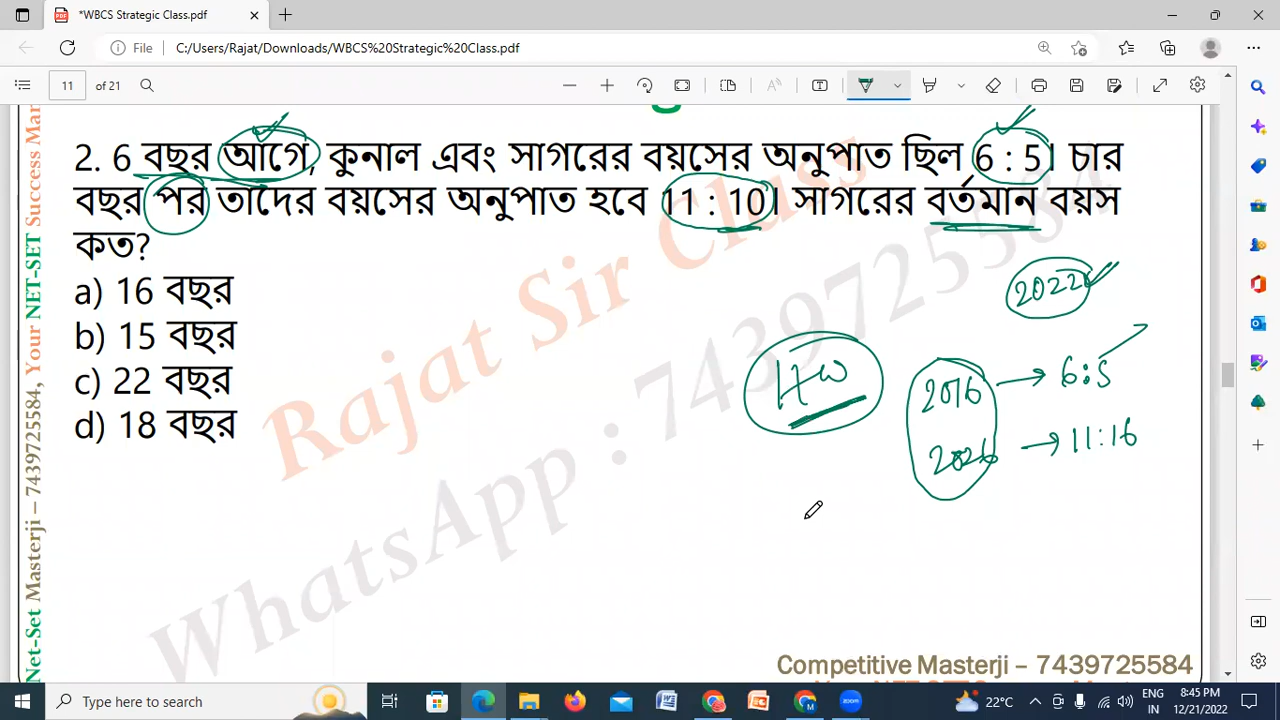 *WBCS Strategic Class.pdf
File C:/Users/Rajat/Downloads/WBCS%20Strategic%20Class.pdf
11 of 21
2. 6 বছর আগে, কুনাল এবং সাগরের বয়সের অনুপাত ছিল 6 : 5। চার
বছর পর তাদের বয়সের অনুপাত হবে 11 : 10। সাগরের বর্তমান বয়স
কত?
a) 16 বছর
b) 15 বছর
c) 22 বছর
d) 18 বছর
2022
HW
2016 → 6:5
2026 → 11:10
Rajat Sir Class
WhatsApp : 7439725584
Net-Set Masterji – 7439725584, Your NET-SET Success Man
Competitive Masterji – 7439725584
Type here to search
22°C
ENG
IN
8:45 PM
12/21/2022
zoom